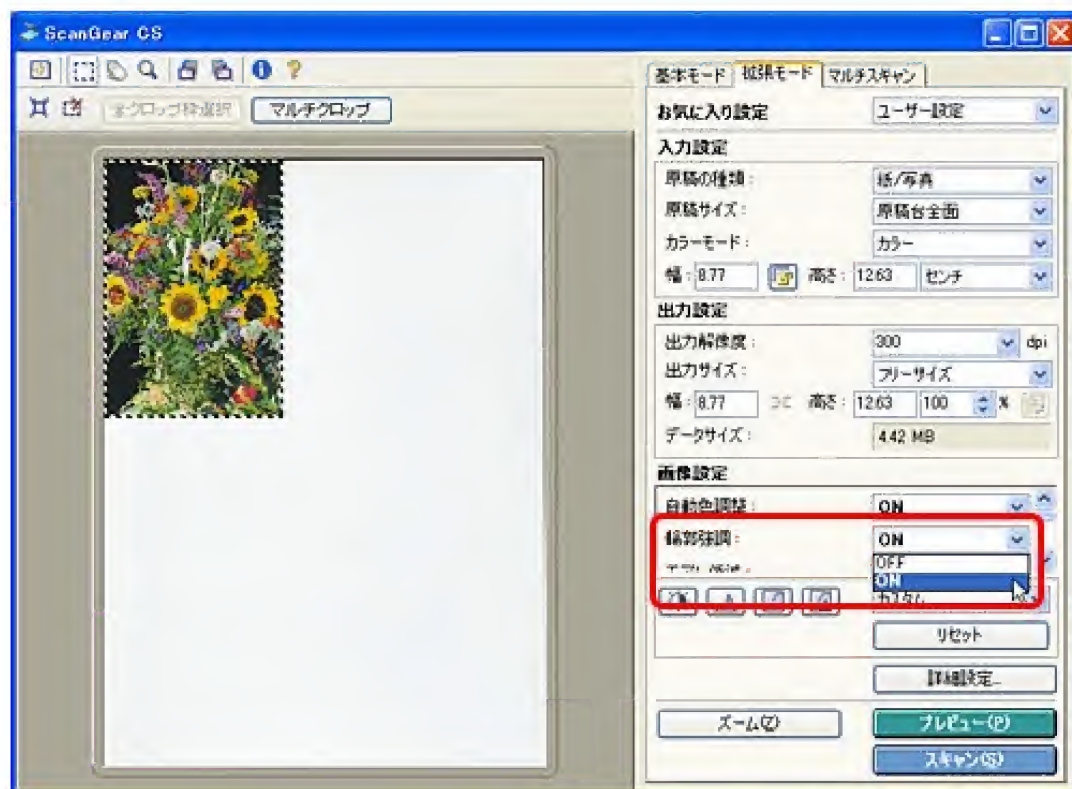 ScanGear CS
基本モード 拡張モード マルチスキャン
全クロップ枠選択 マルチクロップ
お気に入り設定 ユーザー設定
入力設定
原稿の種類: 紙/写真
原稿サイズ: 原稿台全面
カラーモード: カラー
幅: 8.77 高さ: 12.63 センチ
出力設定
出力解像度: 300 dpi
出力サイズ: フリーサイズ
幅: 8.77 高さ: 12.63 100 %
データサイズ: 4.42 MB
画像設定
自動色調整: ON
輪郭強調: ON
OFF
ON
カスタム
リセット
詳細設定...
ズーム(Z) プレビュー(P)
スキャン(S)